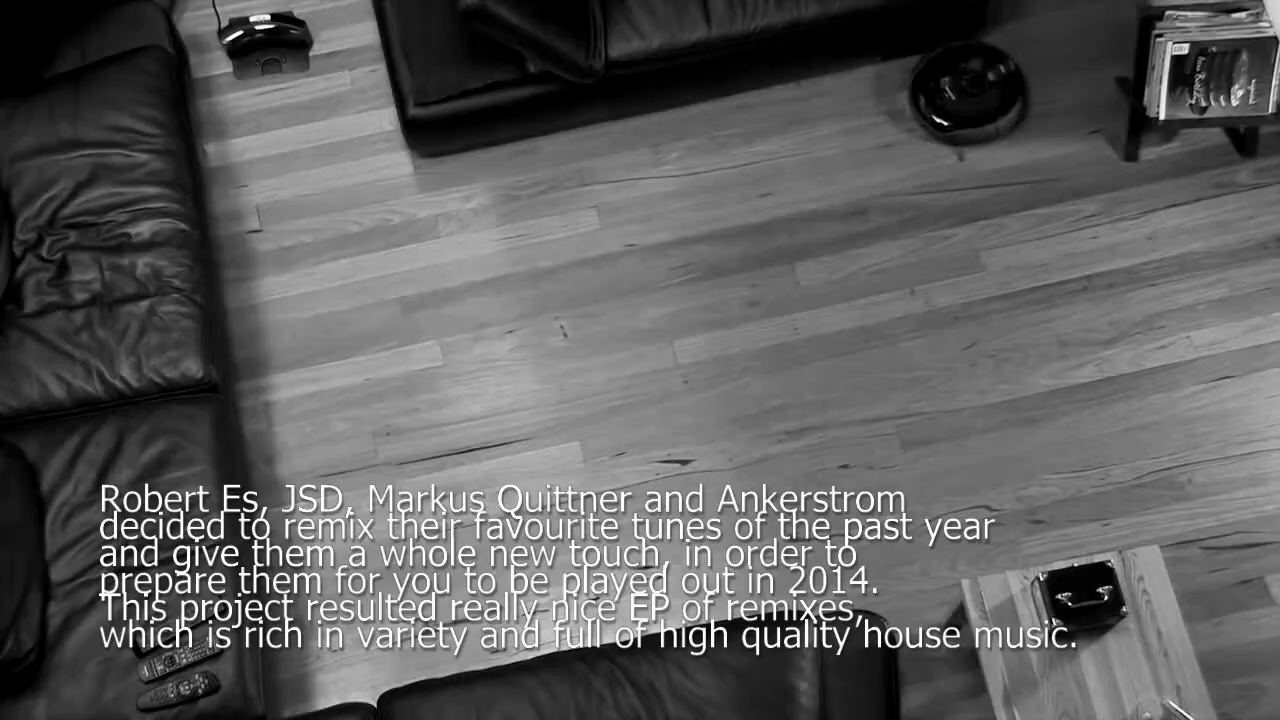 Robert Es, JSD, Markus Quittner and Ankerstrom
decided to remix their favourite tunes of the past year
and give them a whole new touch, in order to
prepare them for you to be played out in 2014.
This project resulted really nice EP of remixes,
which is rich in variety and full of high quality house music.